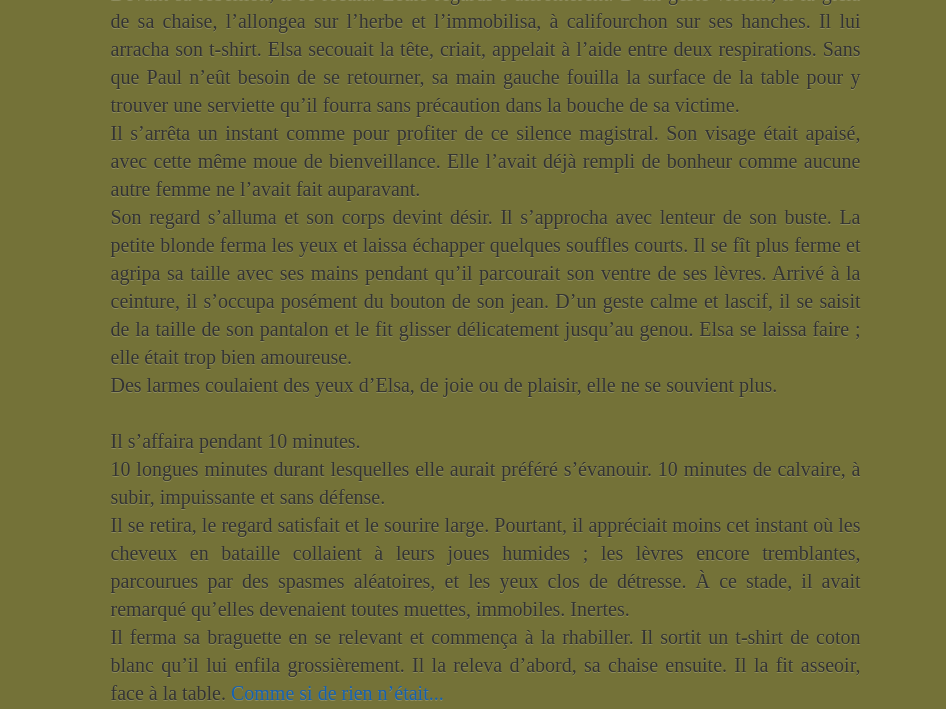 de sa chaise, l’allongea sur l’herbe et l’immobilisa, à califourchon sur ses hanches. Il lui
arracha son t-shirt. Elsa secouait la tête, criait, appelait à l’aide entre deux respirations. Sans
que Paul n’eût besoin de se retourner, sa main gauche fouilla la surface de la table pour y
trouver une serviette qu’il fourra sans précaution dans la bouche de sa victime.
Il s’arrêta un instant comme pour profiter de ce silence magistral. Son visage était apaisé,
avec cette même moue de bienveillance. Elle l’avait déjà rempli de bonheur comme aucune
autre femme ne l’avait fait auparavant.
Son regard s’alluma et son corps devint désir. Il s’approcha avec lenteur de son buste. La
petite blonde ferma les yeux et laissa échapper quelques souffles courts. Il se fît plus ferme et
agripa sa taille avec ses mains pendant qu’il parcourait son ventre de ses lèvres. Arrivé à la
ceinture, il s’occupa posément du bouton de son jean. D’un geste calme et lascif, il se saisit
de la taille de son pantalon et le fit glisser délicatement jusqu’au genou. Elsa se laissa faire ;
elle était trop bien amoureuse.
Des larmes coulaient des yeux d’Elsa, de joie ou de plaisir, elle ne se souvient plus.
Il s’affaira pendant 10 minutes.
10 longues minutes durant lesquelles elle aurait préféré s’évanouir. 10 minutes de calvaire, à
subir, impuissante et sans défense.
Il se retira, le regard satisfait et le sourire large. Pourtant, il appréciait moins cet instant où les
cheveux en bataille collaient à leurs joues humides ; les lèvres encore tremblantes,
parcourues par des spasmes aléatoires, et les yeux clos de détresse. À ce stade, il avait
remarqué qu’elles devenaient toutes muettes, immobiles. Inertes.
Il ferma sa braguette en se relevant et commença à la rhabiller. Il sortit un t-shirt de coton
blanc qu’il lui enfila grossièrement. Il la releva d’abord, sa chaise ensuite. Il la fit asseoir,
face à la table. Comme si de rien n’était...